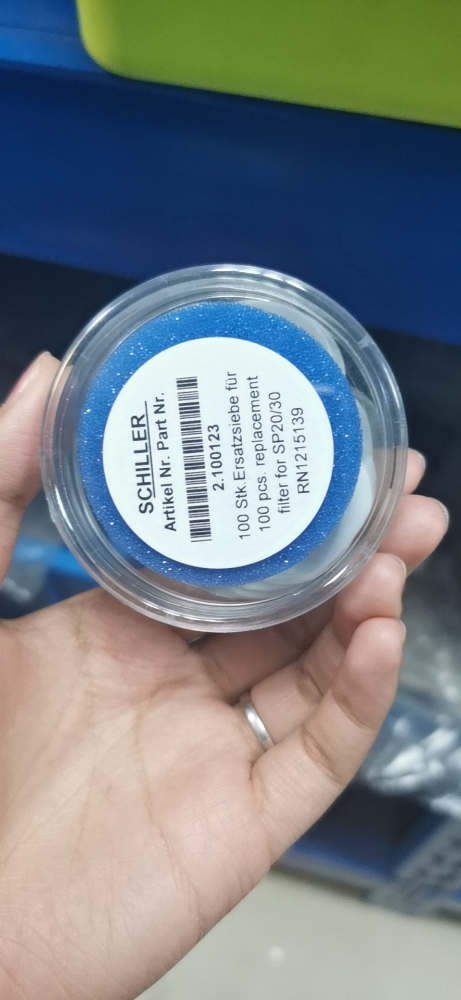 SCHILLER
Artikel Nr. Part Nr.
2.100123
100 Stk.Ersatzsiebe für
100 pcs. replacement
filter for SP20/30
RN1215139